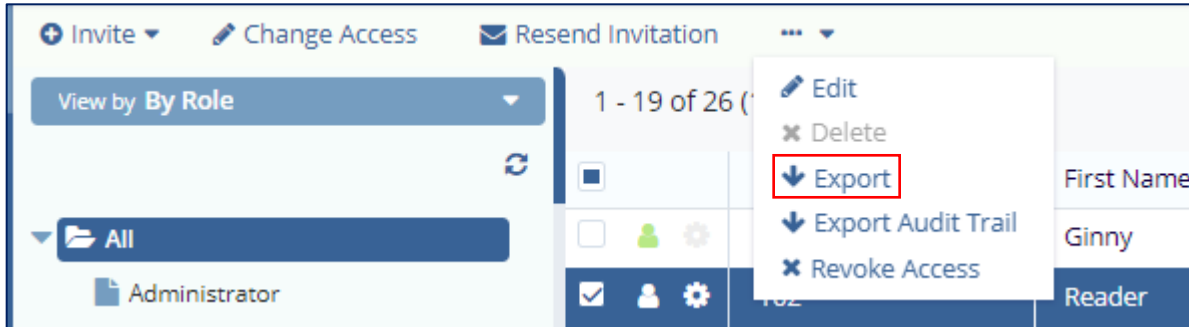 Invite Change Access Resend Invitation ...
View by By Role
1 - 19 of 26 (
Edit
Delete
Export
Export Audit Trail
Revoke Access
First Name
All
Ginny
Administrator
Reader